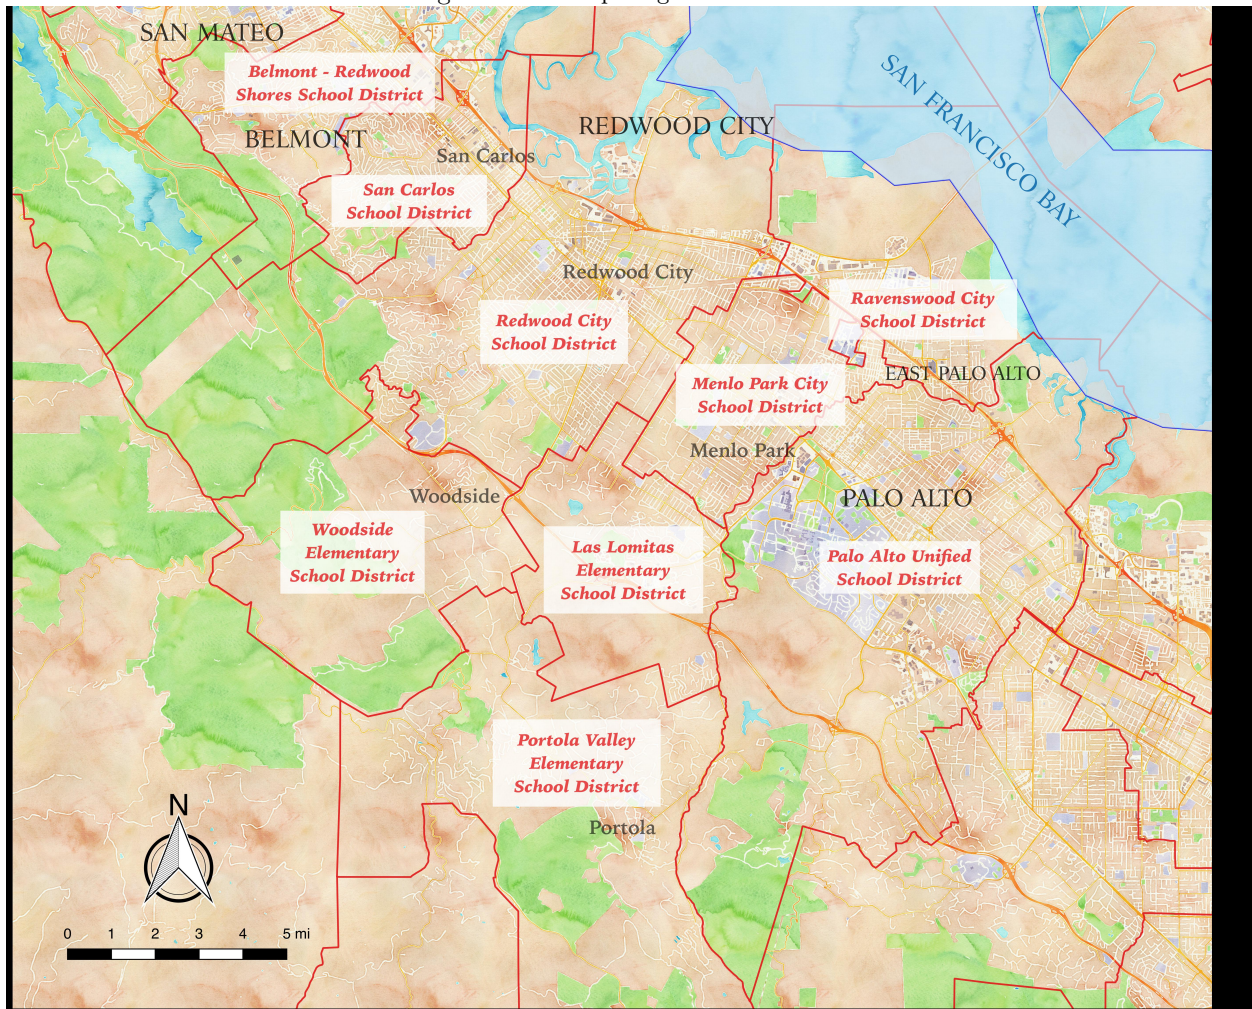 SAN MATEO
Belmont - Redwood
Shores School District
BELMONT
REDWOOD CITY
SAN FRANCISCO BAY
San Carlos
San Carlos
School District
Redwood City
Ravenswood City
School District
Redwood City
School District
EAST PALO ALTO
Menlo Park City
School District
Menlo Park
Woodside
PALO ALTO
Woodside
Elementary
School District
Las Lomitas
Elementary
School District
Palo Alto Unified
School District
Portola Valley
Elementary
School District
Portola
N
0 1 2 3 4 5 mi